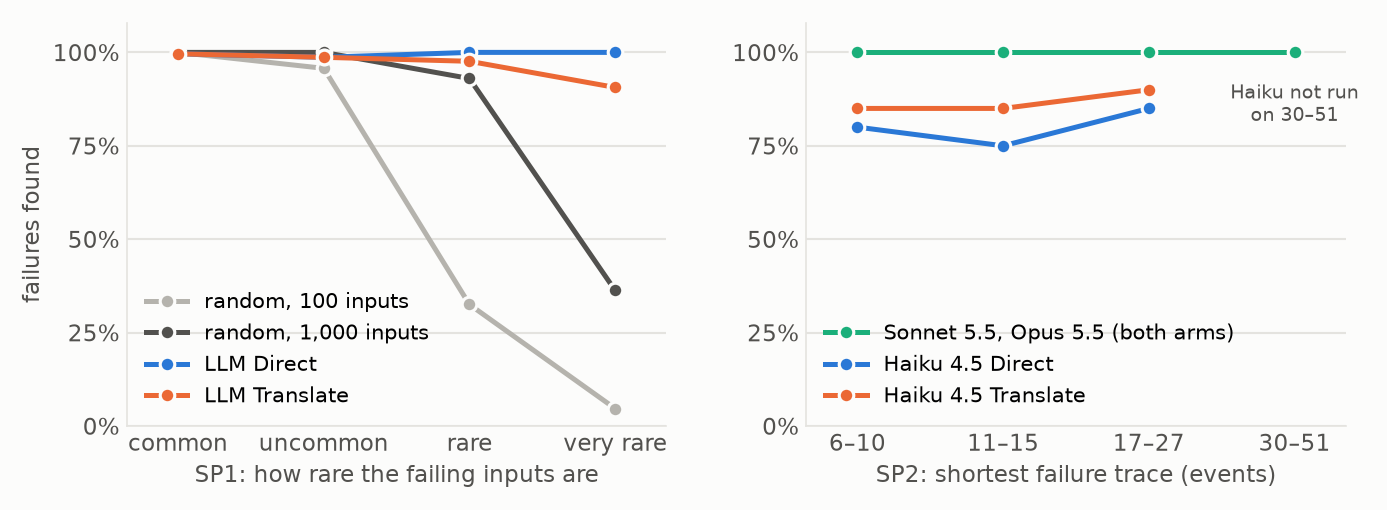 failures found
100%
75%
50%
25%
0%
random, 100 inputs
random, 1,000 inputs
LLM Direct
LLM Translate
common uncommon rare very rare
SP1: how rare the failing inputs are
100%
75%
50%
25%
0%
Haiku not run
on 30–51
Sonnet 5.5, Opus 5.5 (both arms)
Haiku 4.5 Direct
Haiku 4.5 Translate
6–10 11–15 17–27 30–51
SP2: shortest failure trace (events)